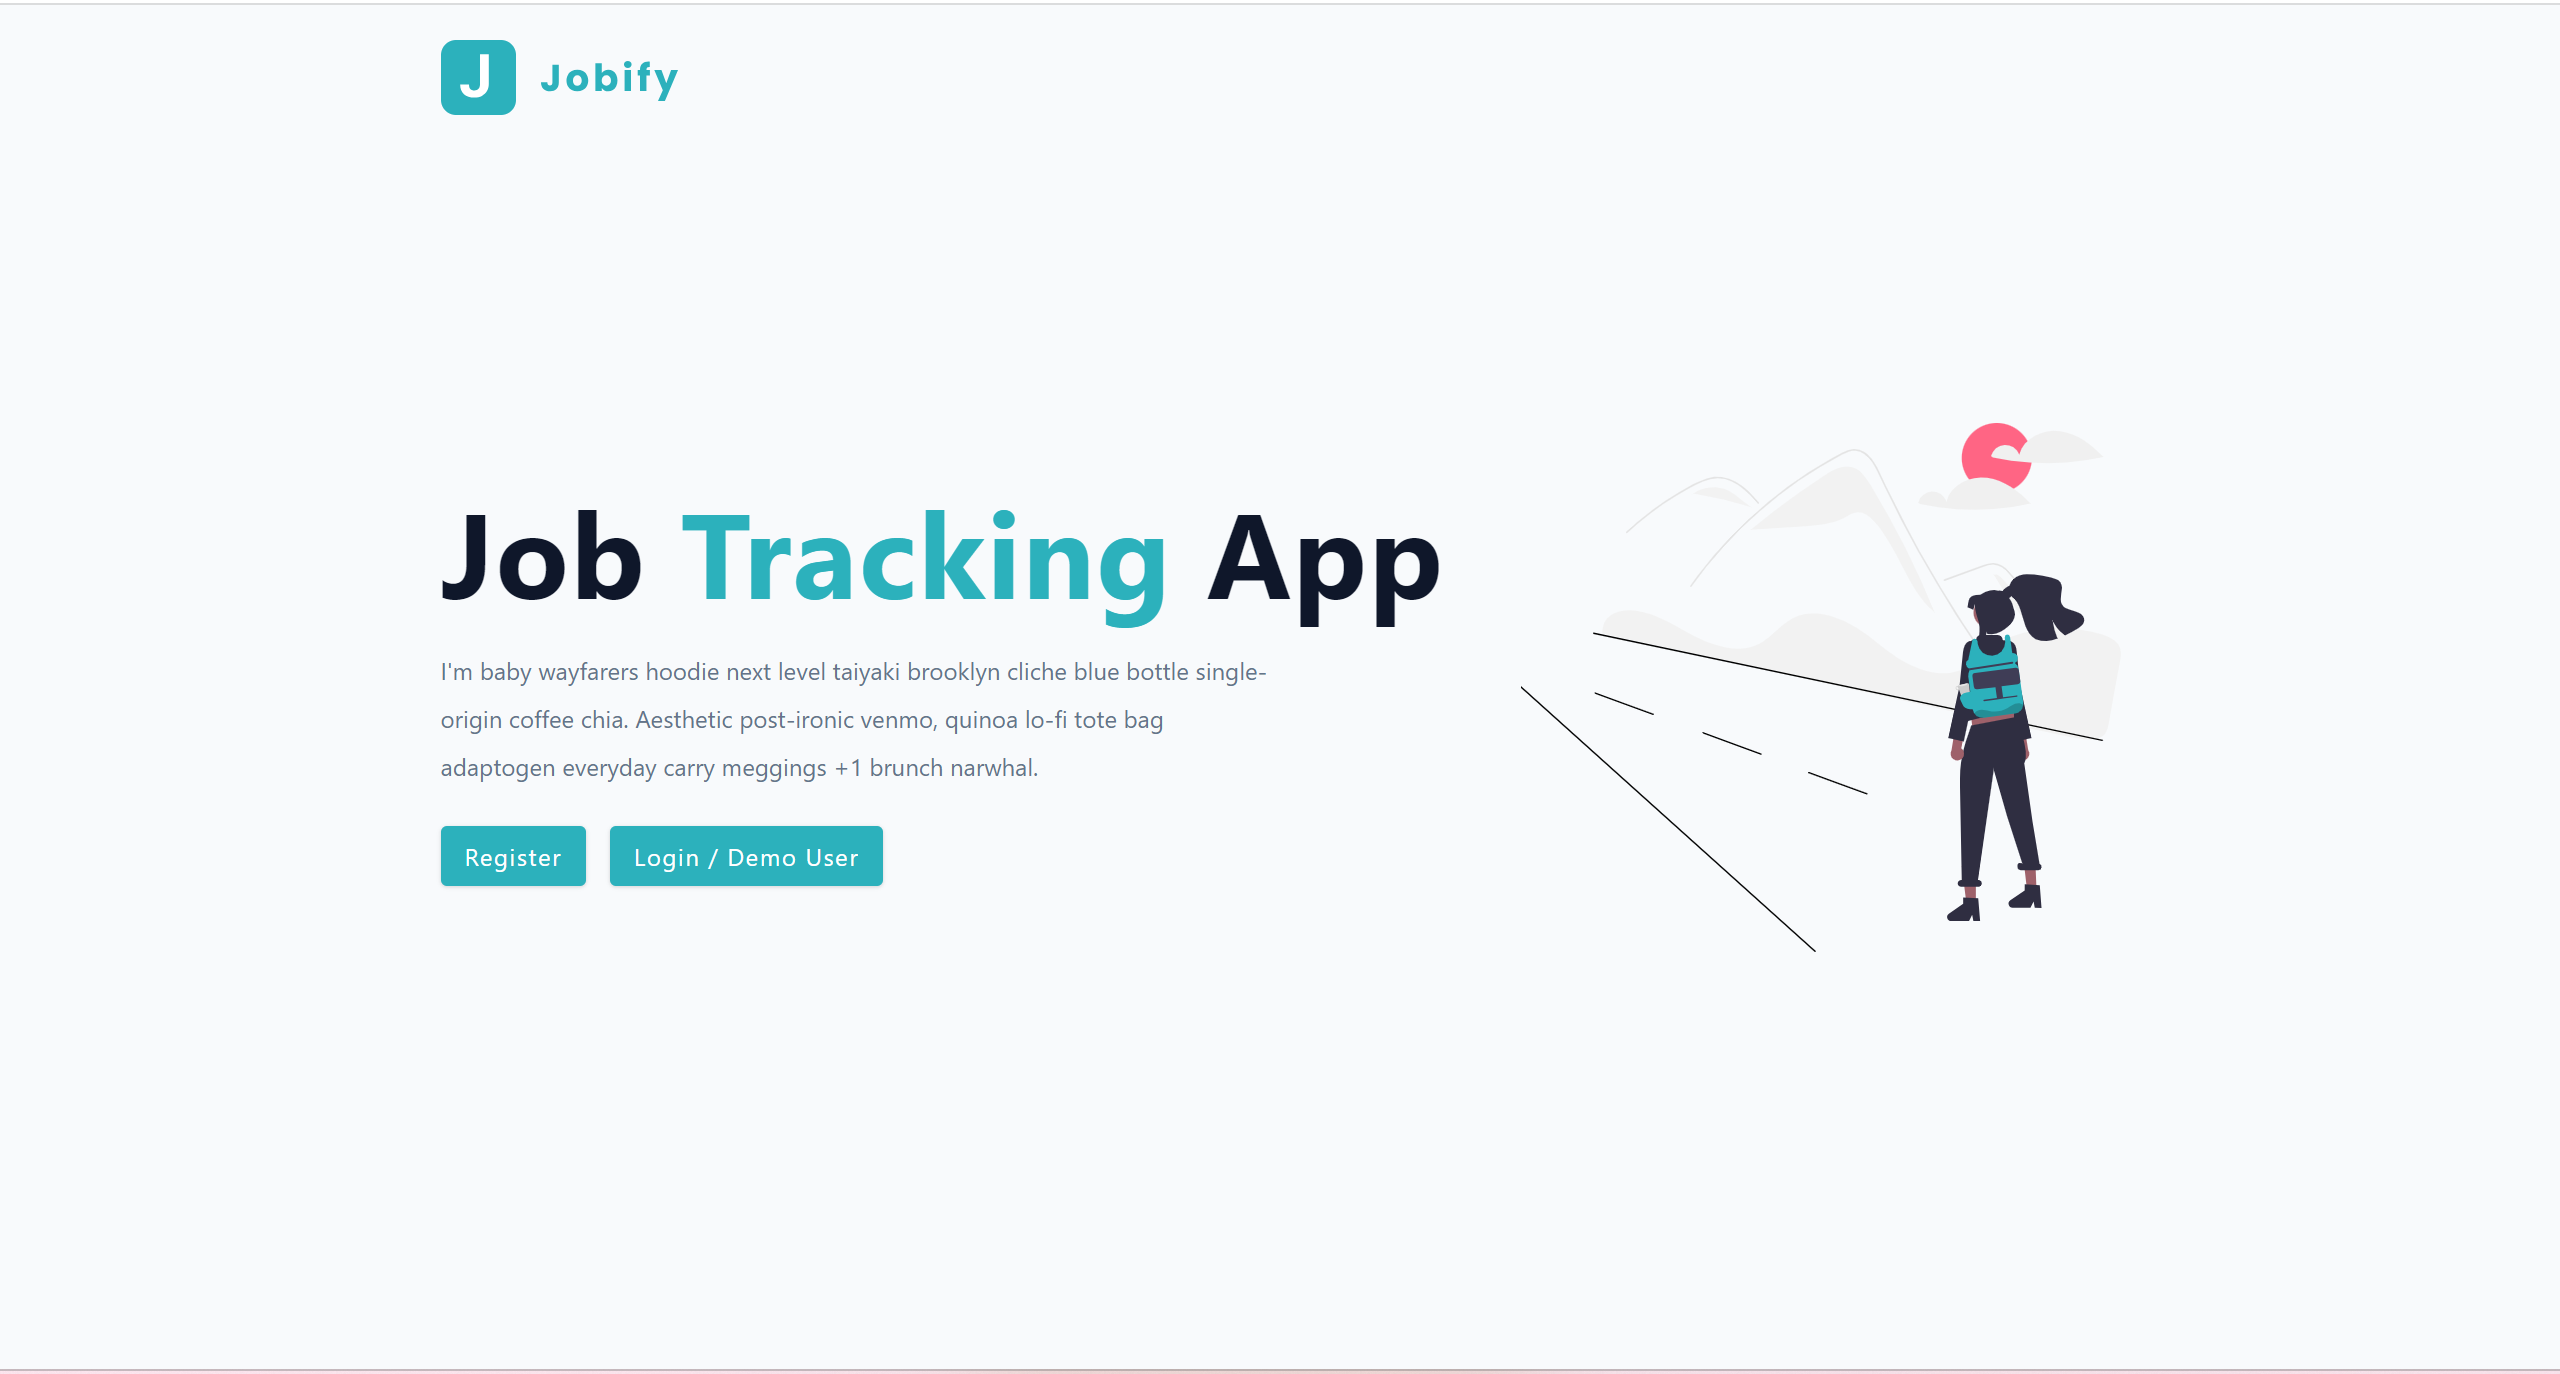 J Jobify
Job Tracking App
I'm baby wayfarers hoodie next level taiyaki brooklyn cliche blue bottle single-
origin coffee chia. Aesthetic post-ironic venmo, quinoa lo-fi tote bag
adaptogen everyday carry meggings +1 brunch narwhal.
Register Login / Demo User